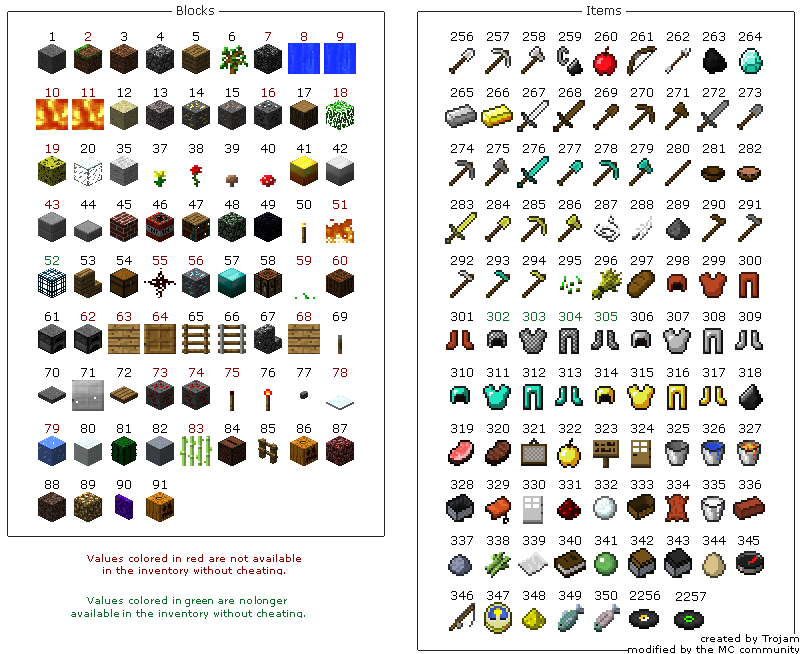 Blocks
1 2 3 4 5 6 7 8 9
10 11 12 13 14 15 16 17 18
19 20 35 37 38 39 40 41 42
43 44 45 46 47 48 49 50 51
52 53 54 55 56 57 58 59 60
61 62 63 64 65 66 67 68 69
70 71 72 73 74 75 76 77 78
79 80 81 82 83 84 85 86 87
88 89 90 91
Values colored in red are not available
in the inventory without cheating.
Values colored in green are no longer
available in the inventory without cheating.
Items
256 257 258 259 260 261 262 263 264
265 266 267 268 269 270 271 272 273
274 275 276 277 278 279 280 281 282
283 284 285 286 287 288 289 290 291
292 293 294 295 296 297 298 299 300
301 302 303 304 305 306 307 308 309
310 311 312 313 314 315 316 317 318
319 320 321 322 323 324 325 326 327
328 329 330 331 332 333 334 335 336
337 338 339 340 341 342 343 344 345
346 347 348 349 350 2256 2257
created by Trojam
modified by the MC community